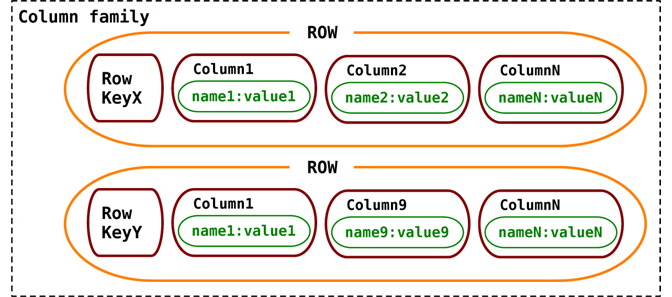 Column family
ROW
Row
KeyX
Column1
name1:value1
Column2
name2:value2
ColumnN
nameN:valueN
ROW
Row
KeyY
Column1
name1:value1
Column9
name9:value9
ColumnN
nameN:valueN